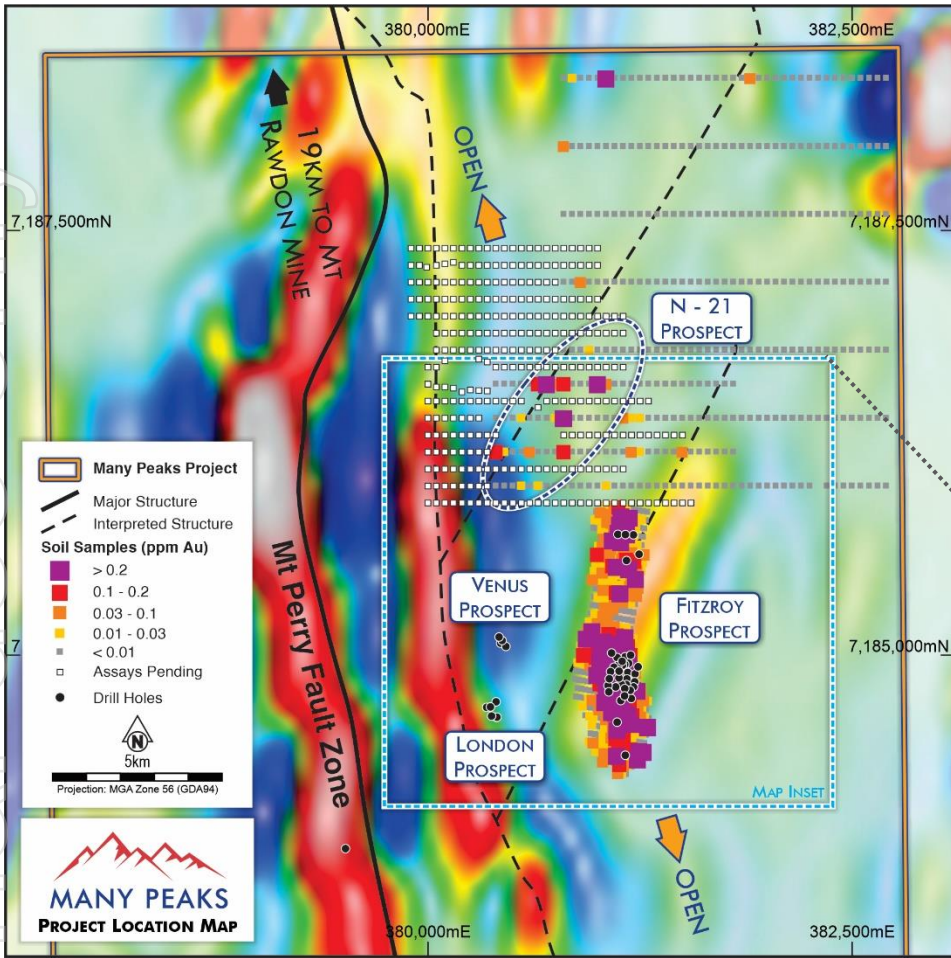 380,000mE
382,500mE
19KM TO MT
RAWDON MINE
OPEN
7,187,500mN
7,187,500mN
N - 21
PROSPECT
Many Peaks Project
Major Structure
Interpreted Structure
Soil Samples (ppm Au)
> 0.2
0.1 - 0.2
0.03 - 0.1
0.01 - 0.03
< 0.01
Assays Pending
Drill Holes
N
5km
Projection: MGA Zone 56 (GDA94)
Mt Perry Fault Zone
VENUS
PROSPECT
FITZROY
PROSPECT
7
7,185,000mN
LONDON
PROSPECT
MAP INSET
OPEN
MANY PEAKS
PROJECT LOCATION MAP
380,000mE
382,500mE